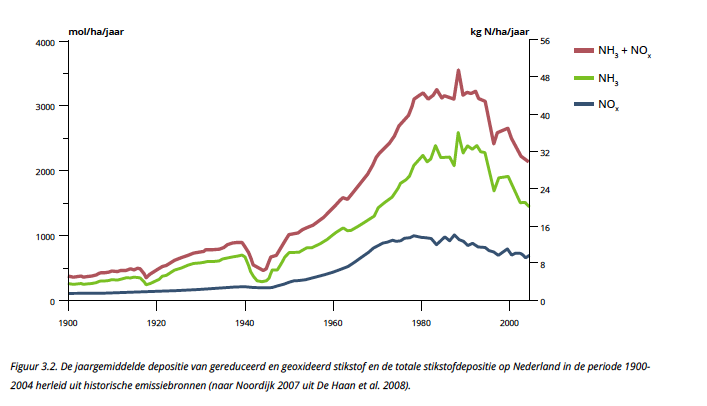 mol/ha/jaar
kg N/ha/jaar
4000
3000
2000
1000
0
56
48
40
32
24
16
8
0
1900
1920
1940
1960
1980
2000
NH₃ + NOₓ
NH₃
NOₓ
Figuur 3.2. De jaargemiddelde depositie van gereduceerd en geoxideerd stikstof en de totale stikstofdepositie op Nederland in de periode 1900-
2004 herleid uit historische emissiebronnen (naar Noordijk 2007 uit De Haan et al. 2008).